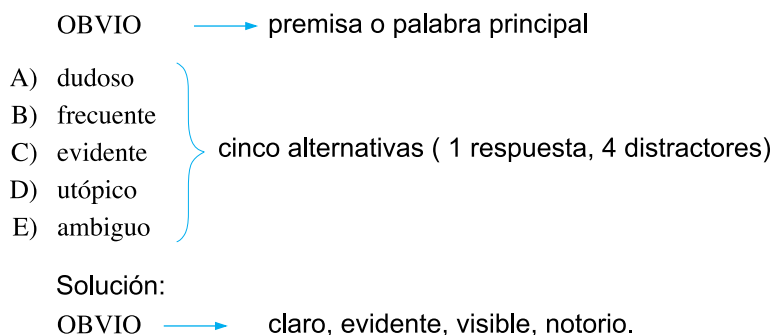 OBVIO premisa o palabra principal
A) dudoso
B) frecuente
C) evidente
D) utópico
E) ambiguo
cinco alternativas ( 1 respuesta, 4 distractores)
Solución:
OBVIO claro, evidente, visible, notorio.